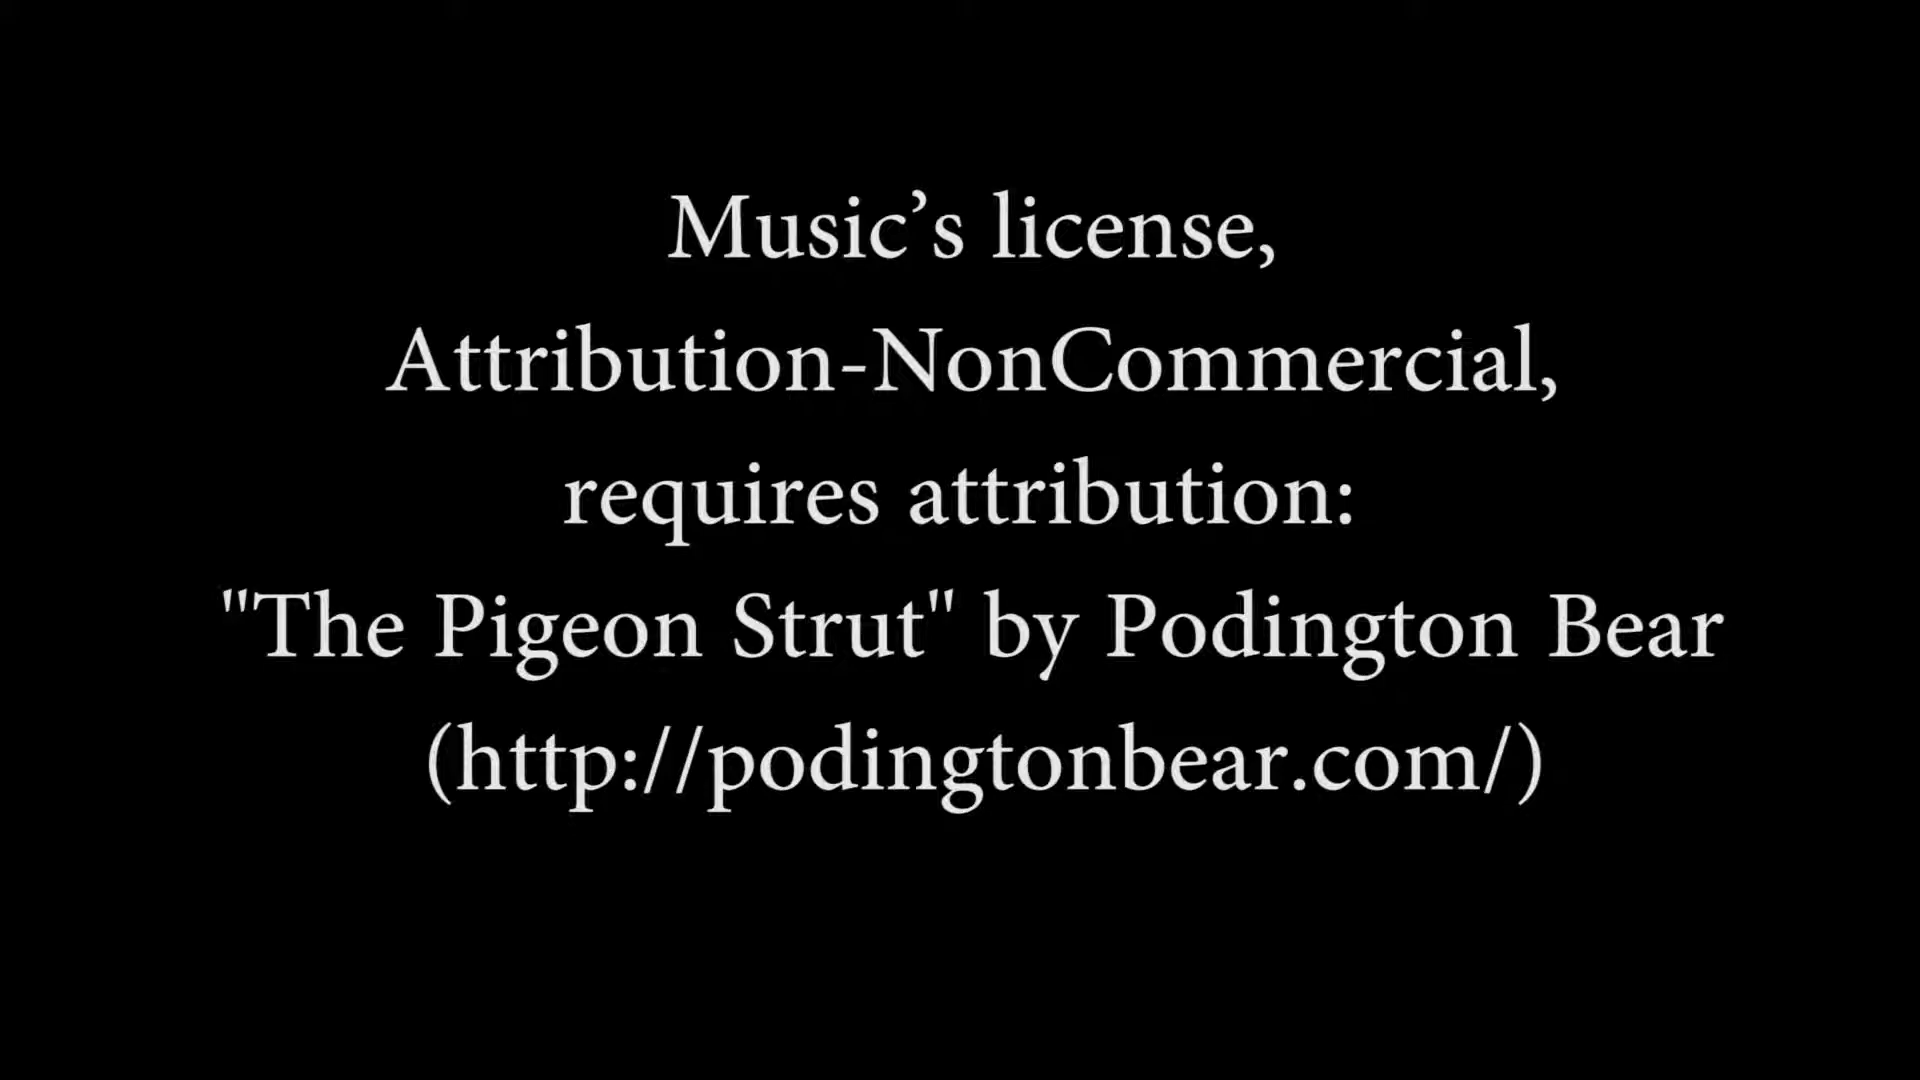 Music’s license,
Attribution-NonCommercial,
requires attribution:
"The Pigeon Strut" by Podington Bear
(http://podingtonbear.com/)